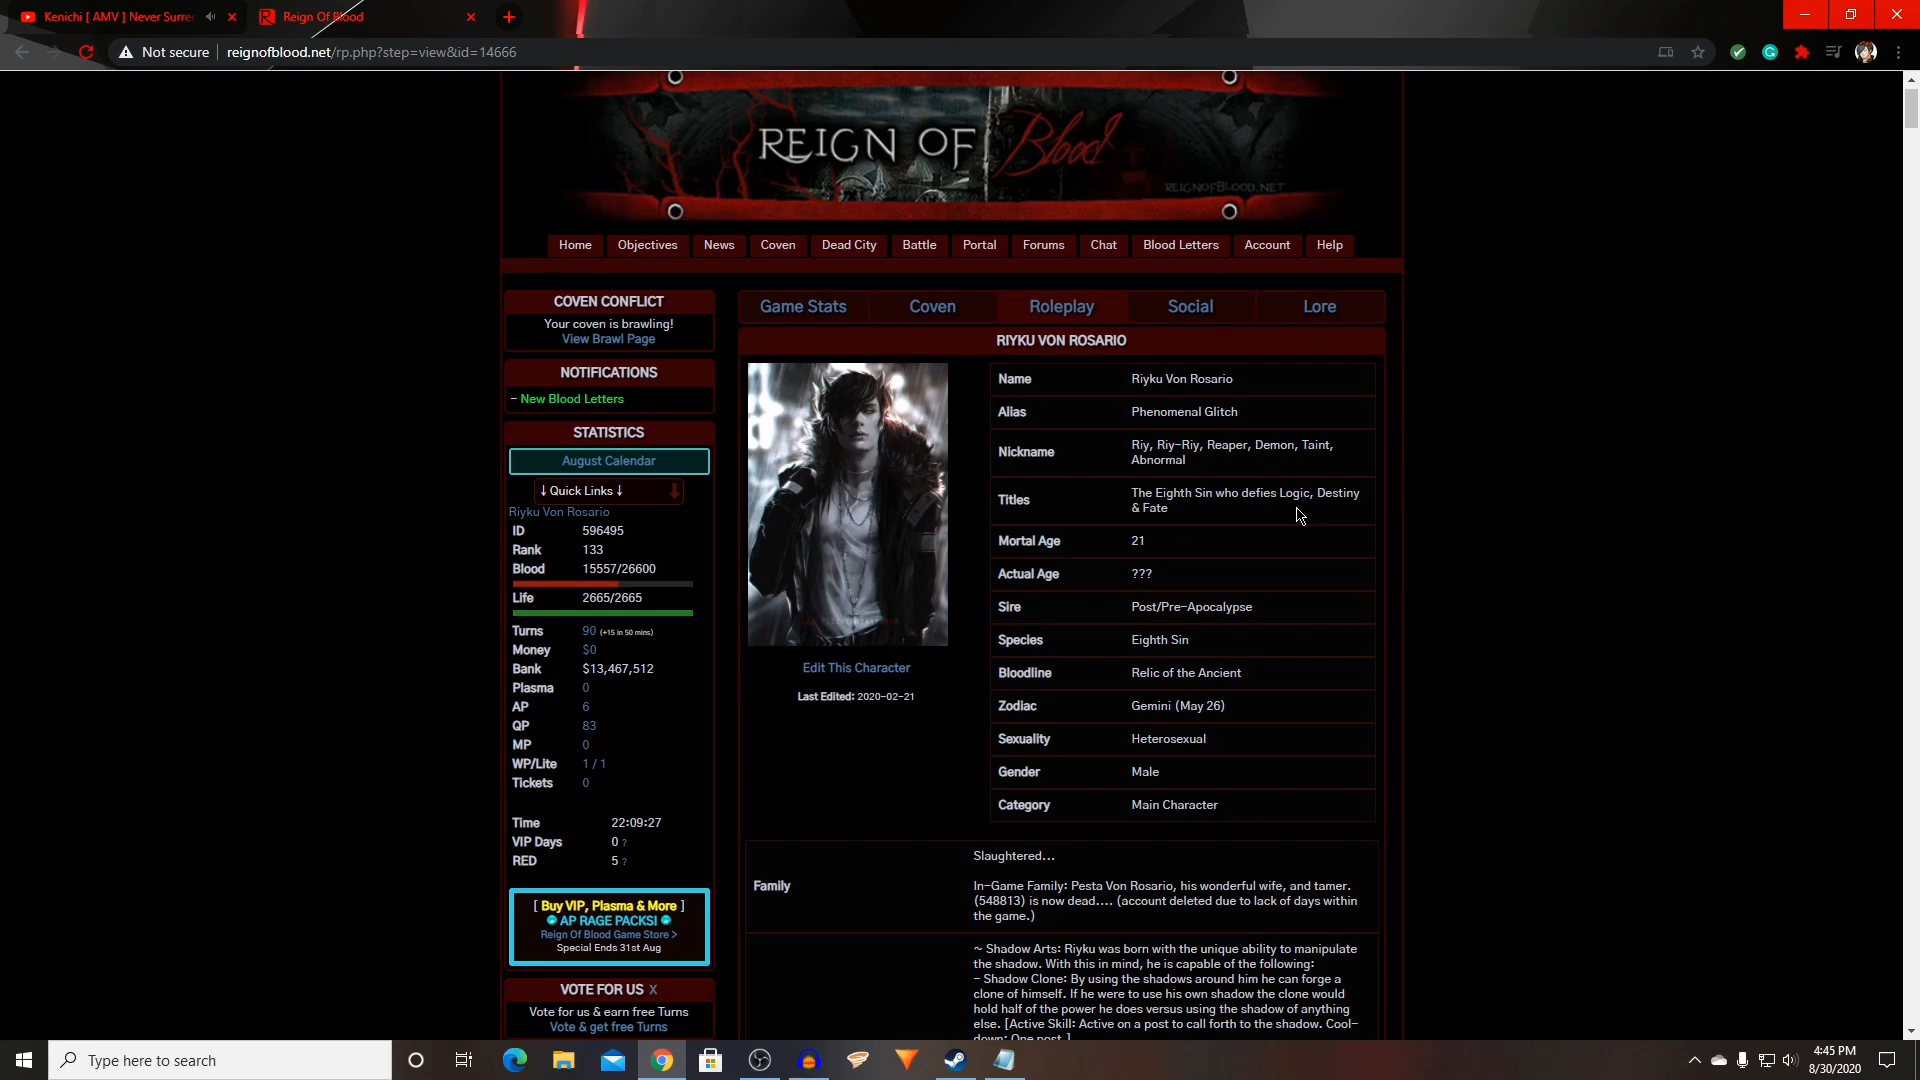 Kenichi [ AMV ] Never Surre
Reign Of Blood
Not secure
reignofblood.net/rp.php?step=view&id=14666
REIGN OF Blood
REIGNOFBLOOD.NET
Home
Objectives
News
Coven
Dead City
Battle
Portal
Forums
Chat
Blood Letters
Account
Help
COVEN CONFLICT
Your coven is brawling!
View Brawl Page
NOTIFICATIONS
- New Blood Letters
STATISTICS
August Calendar
↓ Quick Links ↓
Riyku Von Rosario
ID 596495
Rank 133
Blood 15557/26600
Life 2665/2665
Turns 90 (+15 in 50 mins)
Money $0
Bank $13,467,512
Plasma 0
AP 6
QP 83
MP 0
WP/Lite 1 / 1
Tickets 0
Time 22:09:27
VIP Days 0 ?
RED 5 ?
[ Buy VIP, Plasma & More ]
AP RAGE PACKS!
Reign Of Blood Game Store >
Special Ends 31st Aug
VOTE FOR US X
Vote for us & earn free Turns
Vote & get free Turns
Game Stats
Coven
Roleplay
Social
Lore
RIYKU VON ROSARIO
Edit This Character
Last Edited: 2020-02-21
Name Riyku Von Rosario
Alias Phenomenal Glitch
Nickname Riy, Riy-Riy, Reaper, Demon, Taint,
Abnormal
Titles The Eighth Sin who defies Logic, Destiny
& Fate
Mortal Age 21
Actual Age ???
Sire Post/Pre-Apocalypse
Species Eighth Sin
Bloodline Relic of the Ancient
Zodiac Gemini (May 26)
Sexuality Heterosexual
Gender Male
Category Main Character
Family
Slaughtered...
In-Game Family: Pesta Von Rosario, his wonderful wife, and tamer.
(548813) is now dead.... (account deleted due to lack of days within
the game.)
~ Shadow Arts: Riyku was born with the unique ability to manipulate
the shadow. With this in mind, he is capable of the following:
- Shadow Clone: By using the shadows around him he can forge a
clone of himself. If he were to use his own shadow the clone would
hold half of the power he does versus using the shadow of anything
else. [Active Skill: Active on a post to call forth to the shadow. Cool-
down: One post.]
Type here to search
4:45 PM
8/30/2020